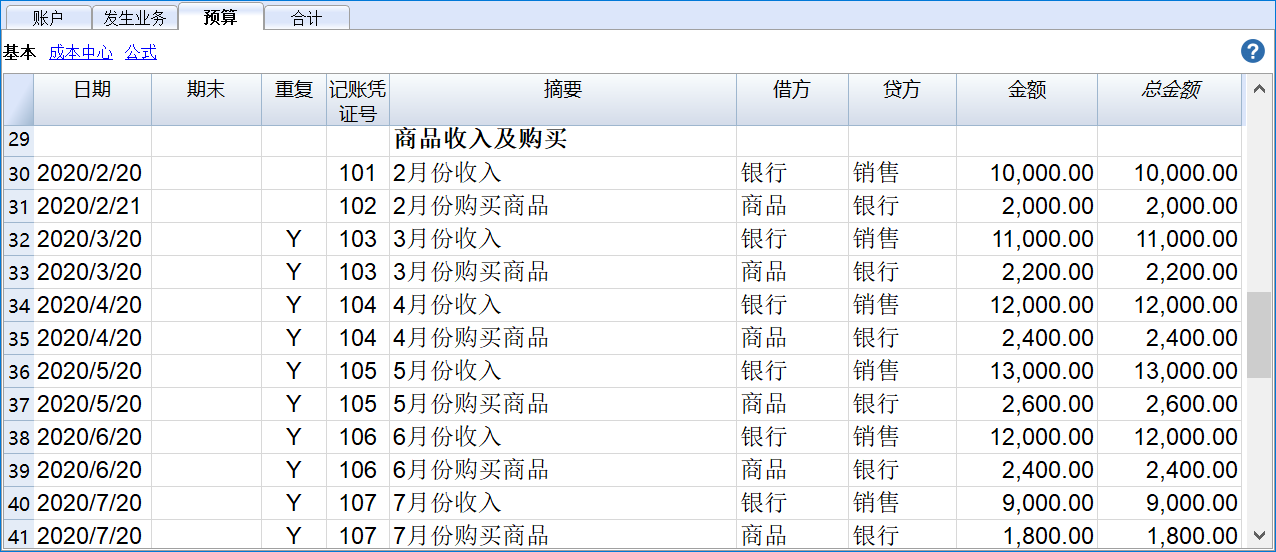 账户 发生业务 预算 合计
基本 成本中心 公式 ?
日期 期末 重复 记账凭证号 摘要 借方 贷方 金额 总金额
29 商品收入及购买
30 2020/2/20 101 2月份收入 银行 销售 10,000.00 10,000.00
31 2020/2/21 102 2月份购买商品 商品 银行 2,000.00 2,000.00
32 2020/3/20 Y 103 3月份收入 银行 销售 11,000.00 11,000.00
33 2020/3/20 Y 103 3月份购买商品 商品 银行 2,200.00 2,200.00
34 2020/4/20 Y 104 4月份收入 银行 销售 12,000.00 12,000.00
35 2020/4/20 Y 104 4月份购买商品 商品 银行 2,400.00 2,400.00
36 2020/5/20 Y 105 5月份收入 银行 销售 13,000.00 13,000.00
37 2020/5/20 Y 105 5月份购买商品 商品 银行 2,600.00 2,600.00
38 2020/6/20 Y 106 6月份收入 银行 销售 12,000.00 12,000.00
39 2020/6/20 Y 106 6月份购买商品 商品 银行 2,400.00 2,400.00
40 2020/7/20 Y 107 7月份收入 银行 销售 9,000.00 9,000.00
41 2020/7/20 Y 107 7月份购买商品 商品 银行 1,800.00 1,800.00